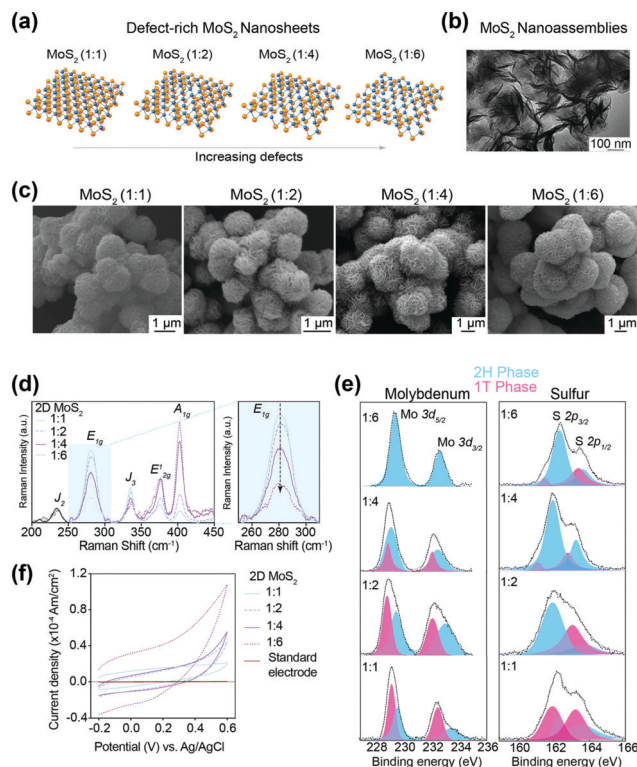 (a)
Defect-rich MoS2 Nanosheets
MoS2 (1:1) MoS2 (1:2) MoS2 (1:4) MoS2 (1:6)
Increasing defects
(b)
MoS2 Nanoassemblies
100 nm
(c)
MoS2 (1:1) MoS2 (1:2) MoS2 (1:4) MoS2 (1:6)
1 µm 1 µm 1 µm 1 µm
(d)
2D MoS2
1:1
1:2
1:4
1:6
J2
E1g
J3
E12g
A1g
Raman Intensity (a.u.)
200 250 300 350 400 450
Raman Shift (cm-1)
E1g
Raman Intensity (a.u.)
260 280 300
Raman shift (cm-1)
(e)
2H Phase
1T Phase
Molybdenum Sulfur
1:6 Mo 3d5/2 Mo 3d3/2
1:6 S 2p3/2 S 2p1/2
1:4 1:4
1:2 1:2
1:1 1:1
228 230 232 234 236
Binding energy (eV)
160 162 164 166
Binding energy (eV)
(f)
Current density (x10-4 Am/cm2)
1.2
0.8
0.4
0.0
-0.4
-0.2 0.0 0.2 0.4 0.6
Potential (V) vs. Ag/AgCl
2D MoS2
1:1
1:2
1:4
1:6
Standard
electrode